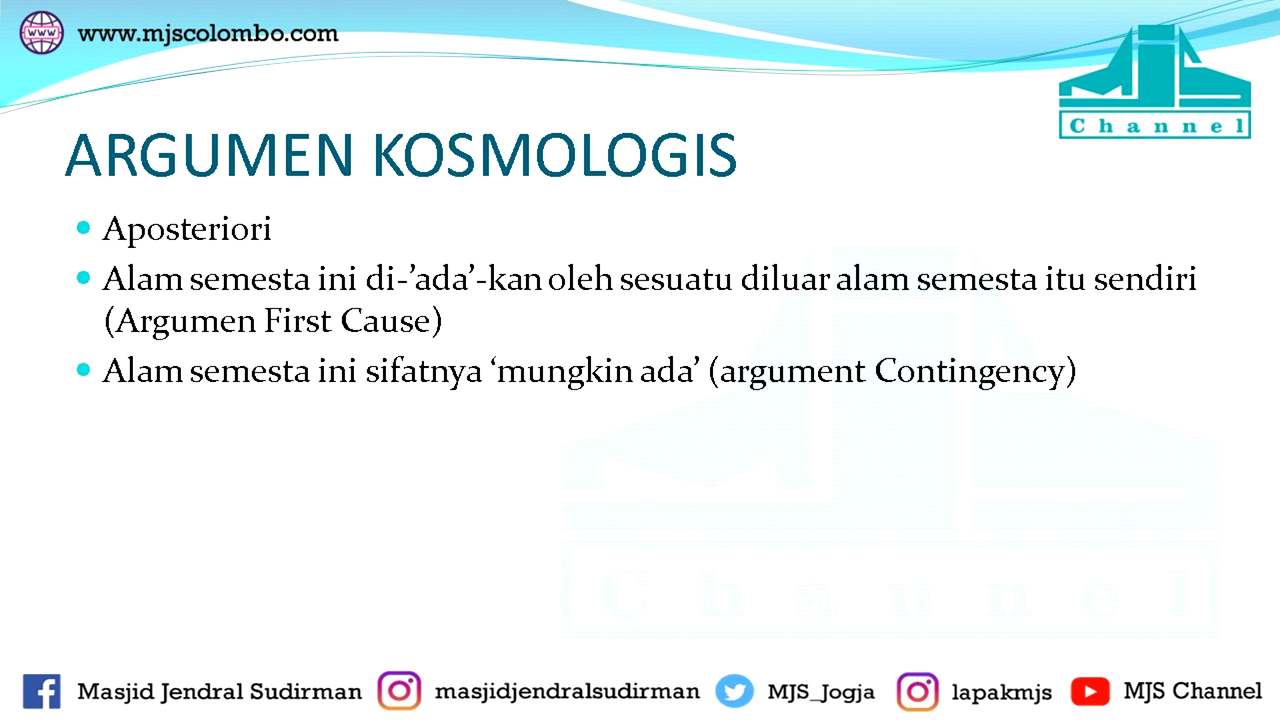 www.mjscolombo.com
MJS
Channel
ARGUMEN KOSMOLOGIS
Aposteriori
Alam semesta ini di-’ada’-kan oleh sesuatu diluar alam semesta itu sendiri
(Argumen First Cause)
Alam semesta ini sifatnya ‘mungkin ada’ (argument Contingency)
Channel
Masjid Jendral Sudirman masjidjendralsudirman MJS_Jogja lapakmjs MJS Channel